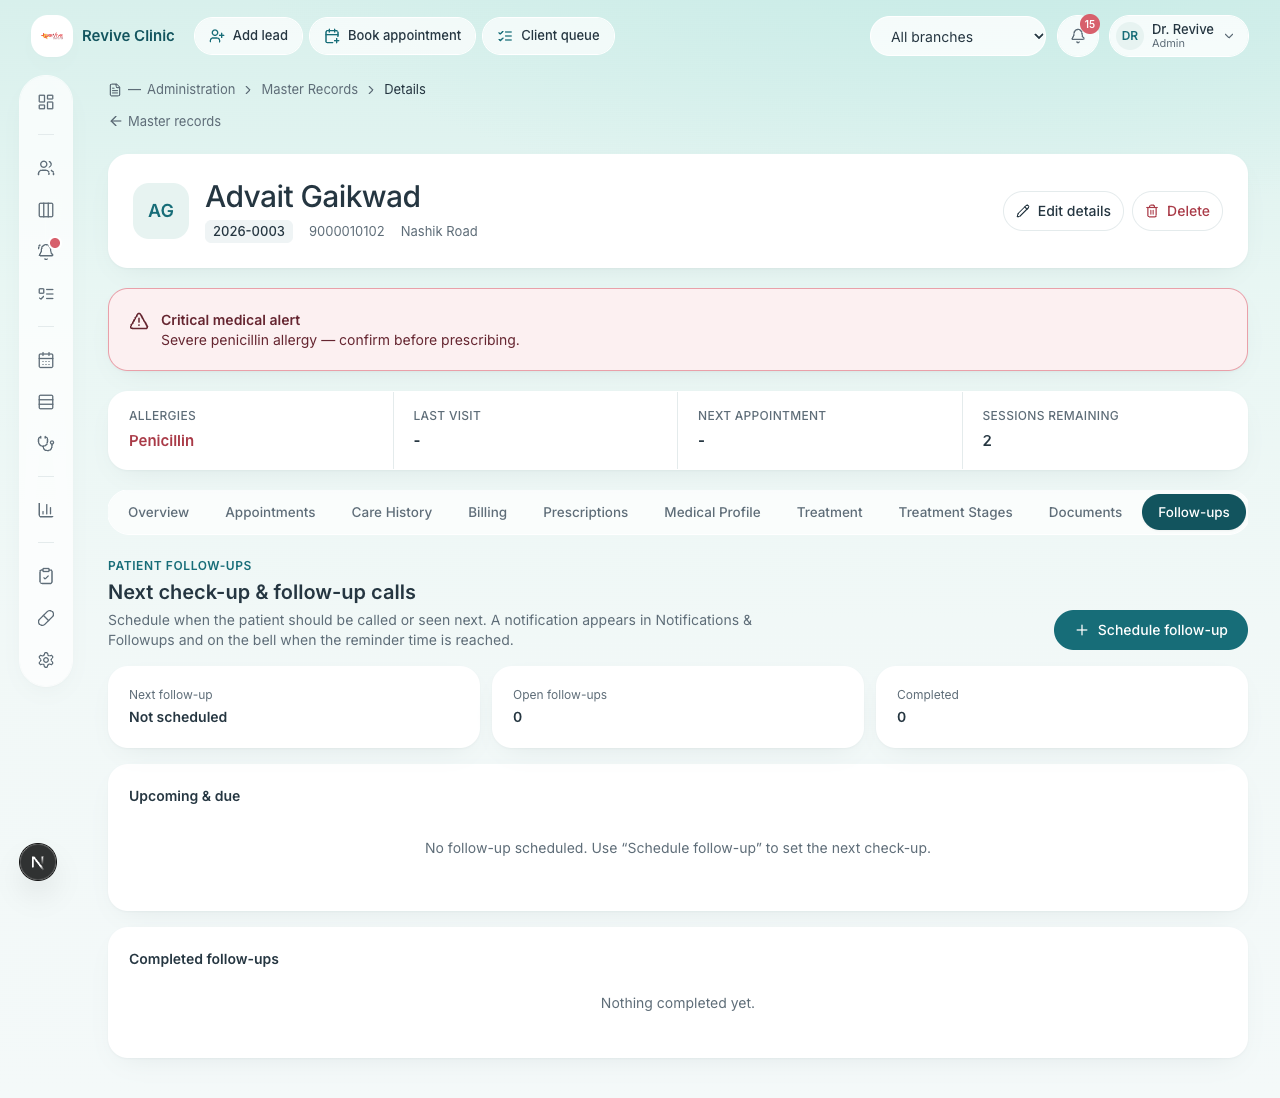 Revive Clinic
Add lead
Book appointment
Client queue
All branches
15
DR
Dr. Revive
Admin
— Administration > Master Records > Details
Master records
AG
Advait Gaikwad
2026-0003 9000010102 Nashik Road
Edit details
Delete
Critical medical alert
Severe penicillin allergy — confirm before prescribing.
ALLERGIES
Penicillin
LAST VISIT
-
NEXT APPOINTMENT
-
SESSIONS REMAINING
2
Overview Appointments Care History Billing Prescriptions Medical Profile Treatment Treatment Stages Documents Follow-ups
PATIENT FOLLOW-UPS
Next check-up & follow-up calls
Schedule when the patient should be called or seen next. A notification appears in Notifications &
Followups and on the bell when the reminder time is reached.
Schedule follow-up
Next follow-up
Not scheduled
Open follow-ups
0
Completed
0
Upcoming & due
No follow-up scheduled. Use “Schedule follow-up” to set the next check-up.
N
Completed follow-ups
Nothing completed yet.